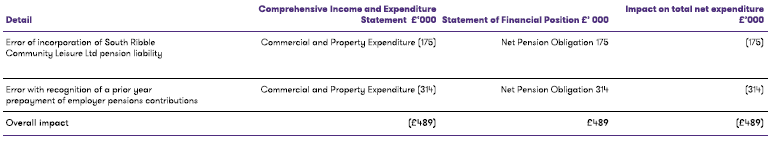 Comprehensive Income and Expenditure Impact on total net expenditure
Detail Statement £'000 Statement of Financial Position £' 000 £'000
Error of incorporation of South Ribble Commercial and Property Expenditure (175) Net Pension Obligation 175 (175)
Community Leisure Ltd pension liability
Error with recognition of a prior year Commercial and Property Expenditure (314) Net Pension Obligation 314 (314)
prepayment of employer pensions contributions
Overall impact (£489) £489 (£489)